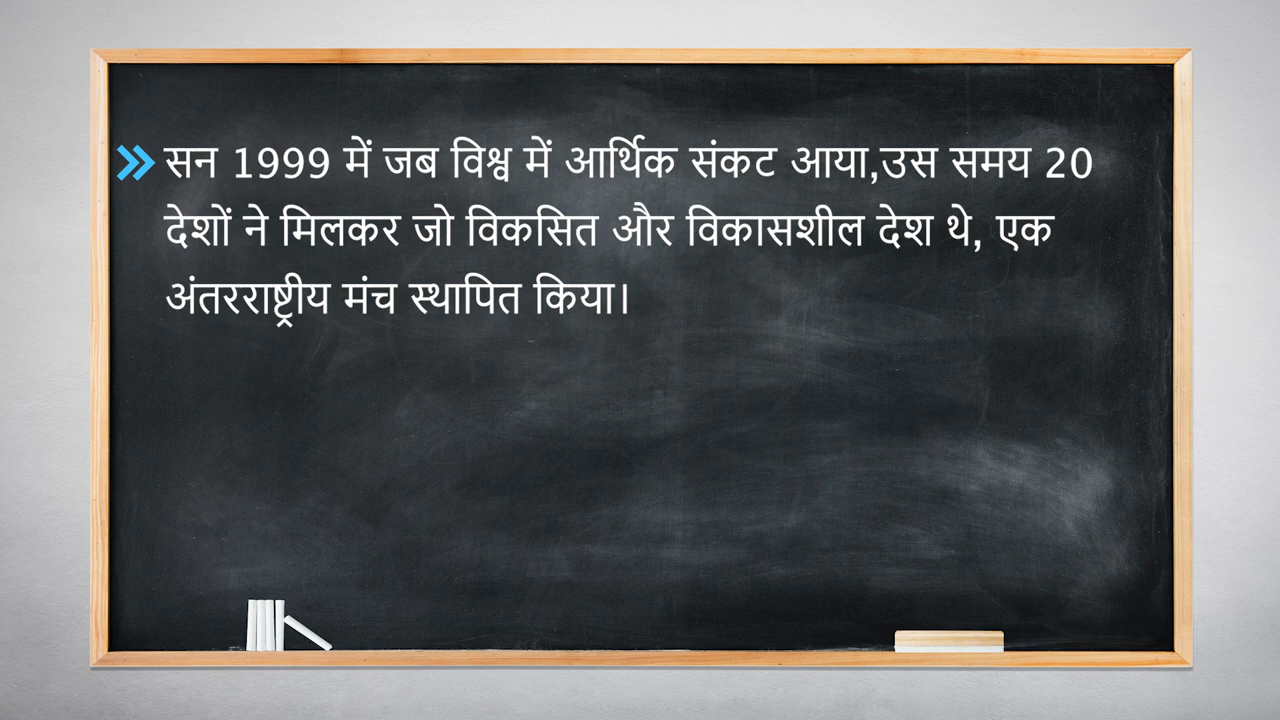 सन 1999 में जब विश्व में आर्थिक संकट आया,उस समय 20
देशों ने मिलकर जो विकसित और विकासशील देश थे, एक
अंतरराष्ट्रीय मंच स्थापित किया।